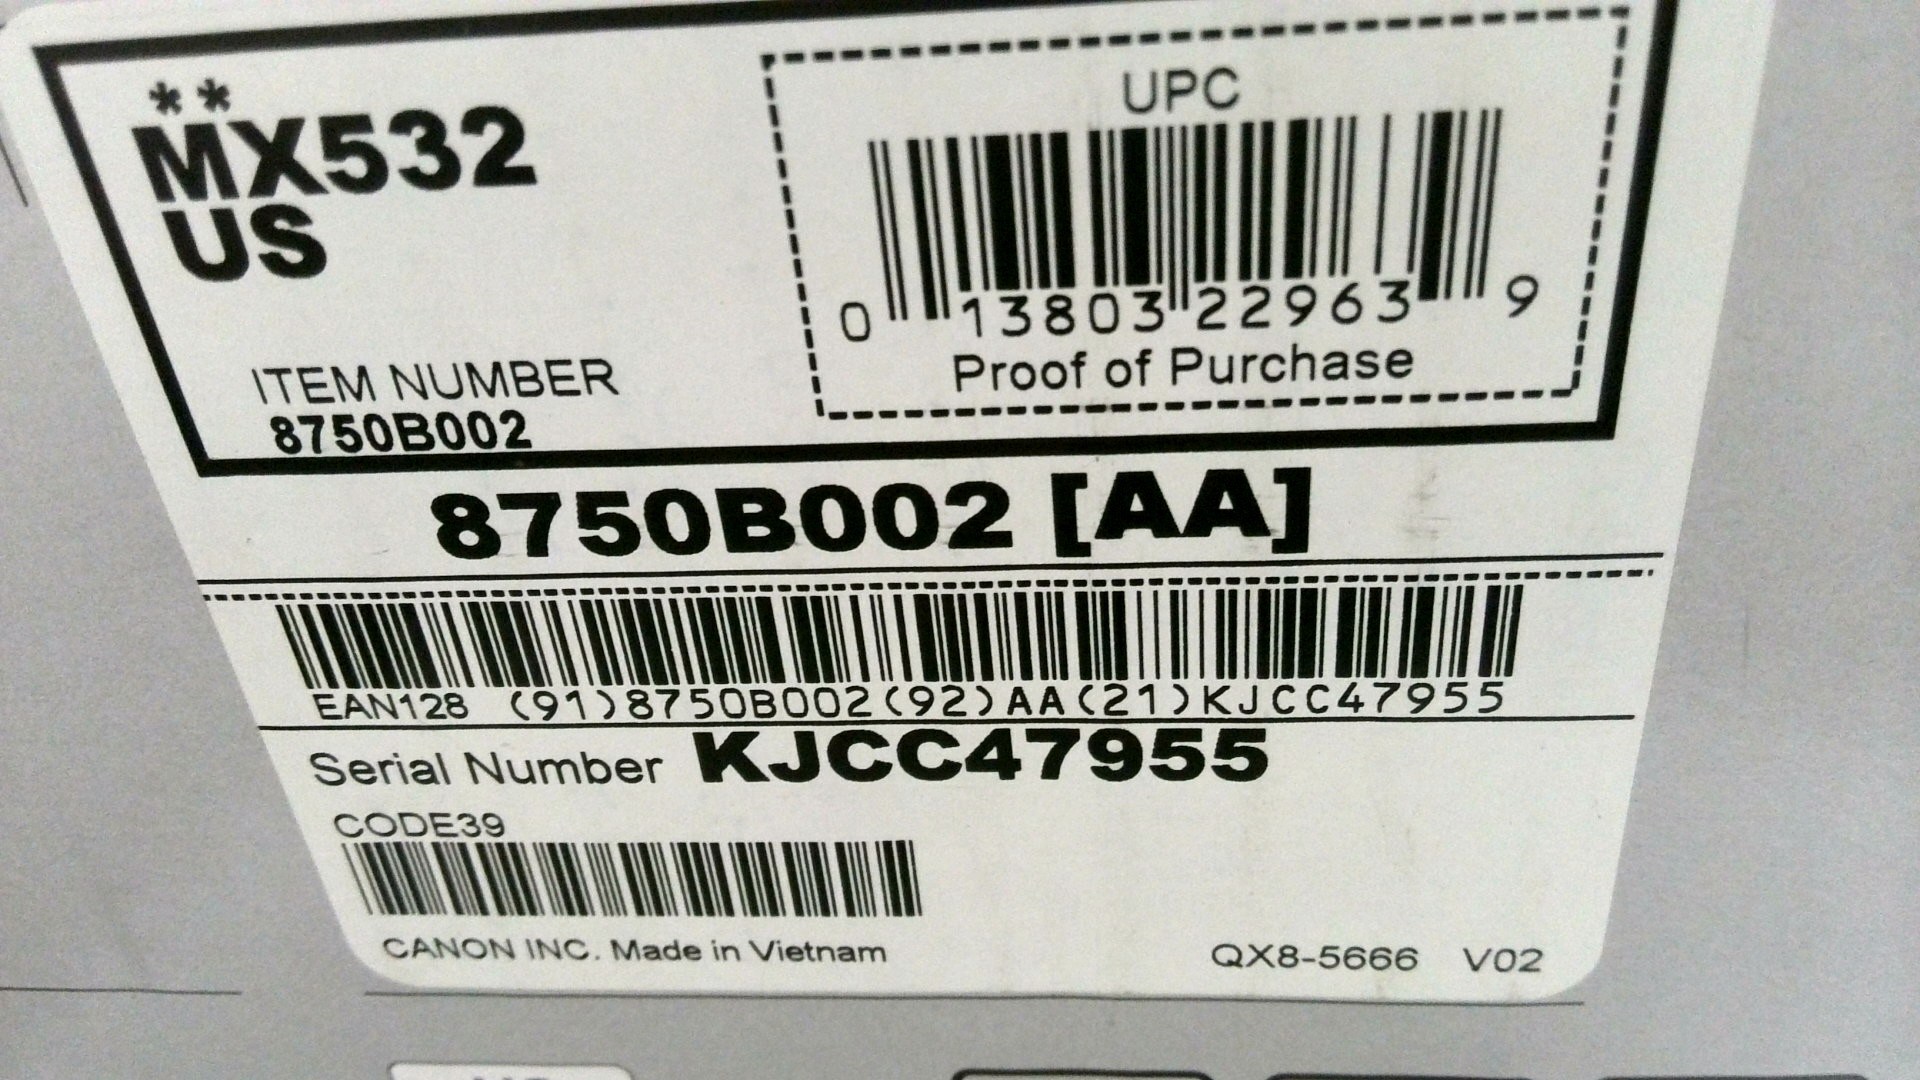 **
MX532
US
ITEM NUMBER
8750B002
UPC
0 13803 22963 9
Proof of Purchase
8750B002 [AA]
EAN128 (91)8750B002(92)AA(21)KJCC47955
Serial Number KJCC47955
CODE39
CANON INC. Made in Vietnam
QX8-5666 V02